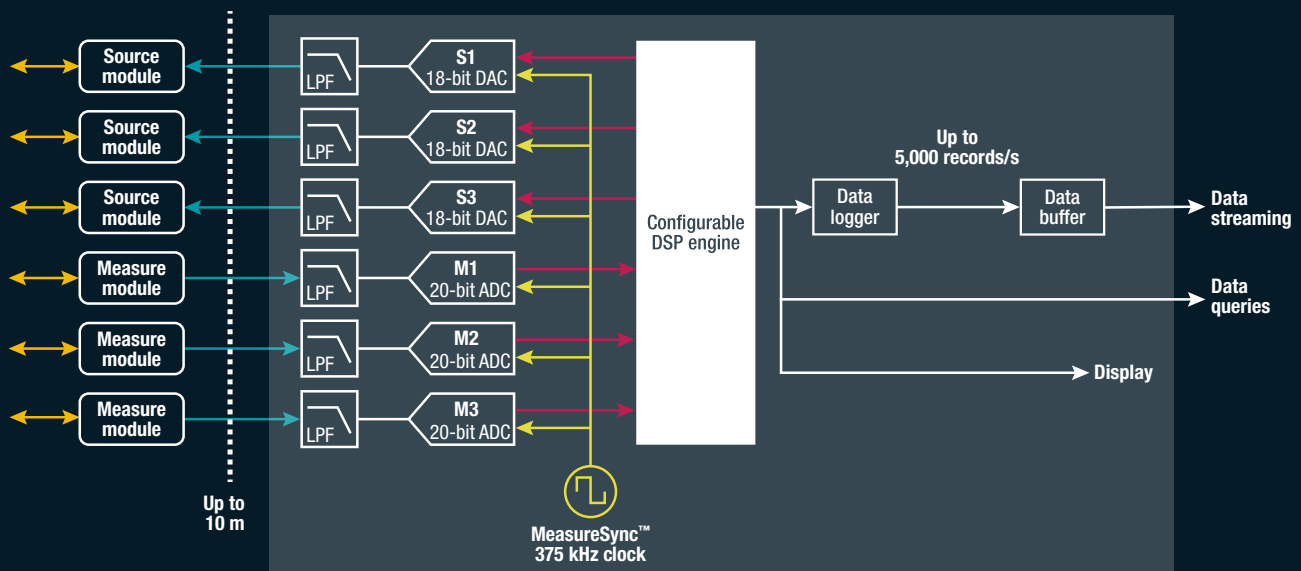 Source
module
LPF
S1
18-bit DAC
Source
module
LPF
S2
18-bit DAC
Source
module
LPF
S3
18-bit DAC
Measure
module
LPF
M1
20-bit ADC
Measure
module
LPF
M2
20-bit ADC
Measure
module
LPF
M3
20-bit ADC
Up to
10 m
MeasureSync™
375 kHz clock
Configurable
DSP engine
Up to
5,000 records/s
Data
logger
Data
buffer
Data
streaming
Data
queries
Display